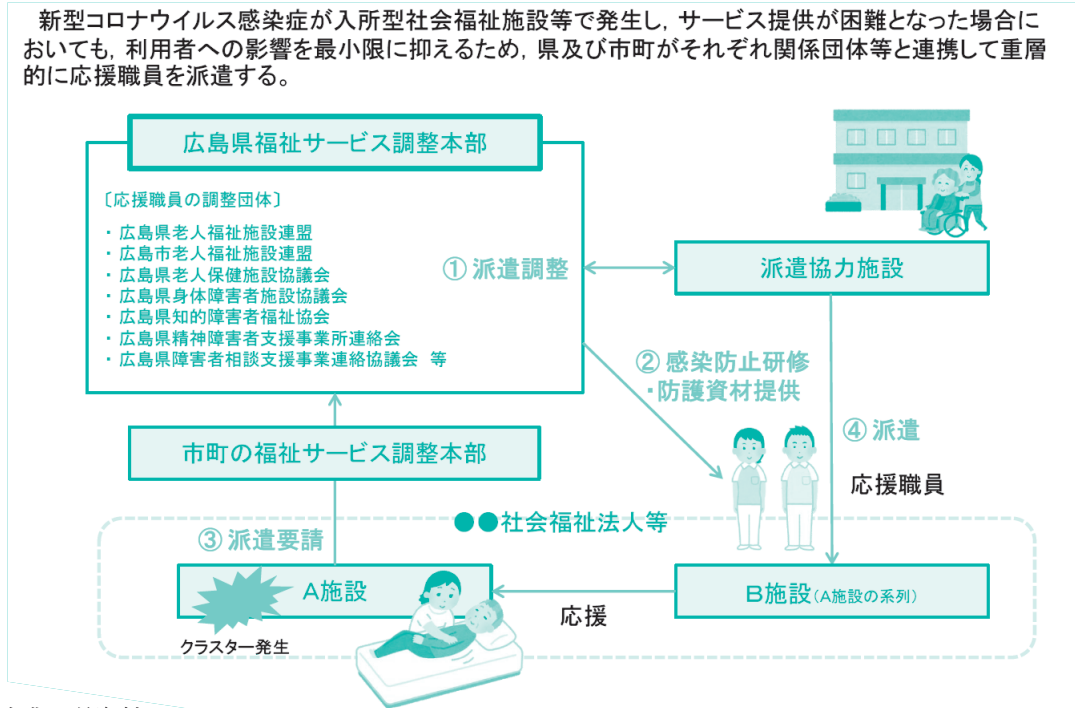 新型コロナウイルス感染症が入所型社会福祉施設等で発生し，サービス提供が困難となった場合に
おいても，利用者への影響を最小限に抑えるため，県及び市町がそれぞれ関係団体等と連携して重層
的に応援職員を派遣する。
広島県福祉サービス調整本部
〔応援職員の調整団体〕
・広島県老人福祉施設連盟
・広島市老人福祉施設連盟
・広島県老人保健施設協議会
・広島県身体障害者施設協議会
・広島県知的障害者福祉協会
・広島県精神障害者支援事業所連絡会
・広島県障害者相談支援事業連絡協議会 等
①派遣調整
派遣協力施設
②感染防止研修
・防護資材提供
④派遣
応援職員
市町の福祉サービス調整本部
●●社会福祉法人等
③派遣要請
A施設
クラスター発生
応援
B施設（A施設の系列）